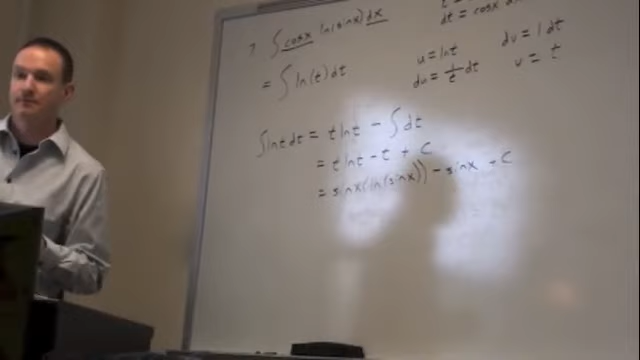 7 ∫ cosx ln(sinx) dx
dt = cosx dx
= ∫ ln(t) dt
u = lnt
du = 1/t dt
dv = 1 dt
v = t
∫ lnt dt = t lnt - ∫ dt
= t lnt - t + C
= sinx(ln(sinx)) - sinx + C